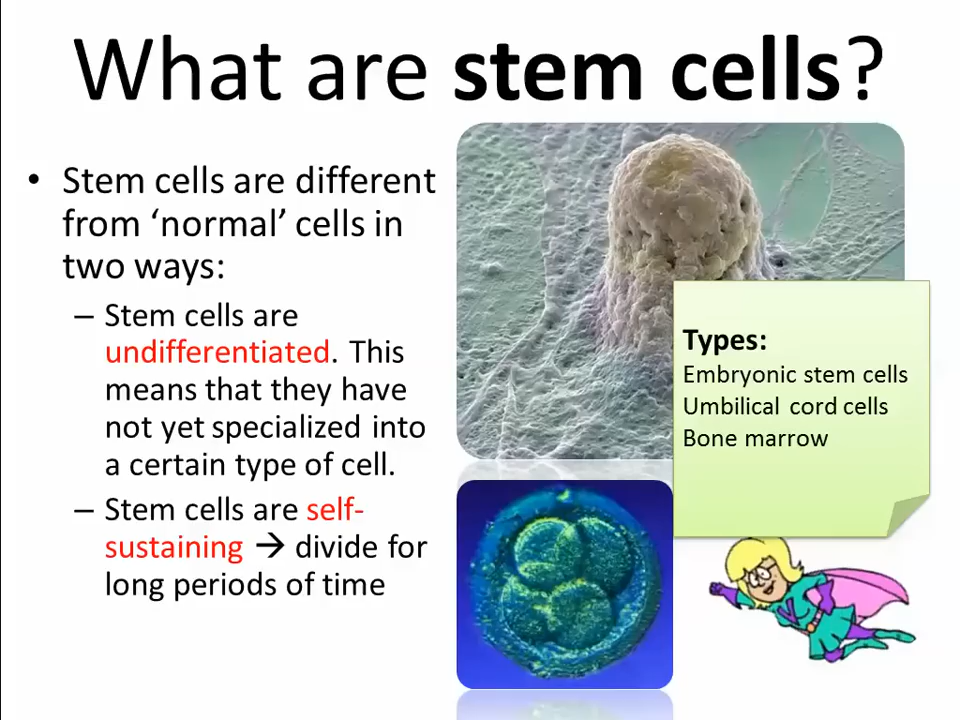 What are stem cells?
• Stem cells are different
from ‘normal’ cells in
two ways:
– Stem cells are
undifferentiated. This
means that they have
not yet specialized into
a certain type of cell.
– Stem cells are self-
sustaining → divide for
long periods of time
Types:
Embryonic stem cells
Umbilical cord cells
Bone marrow